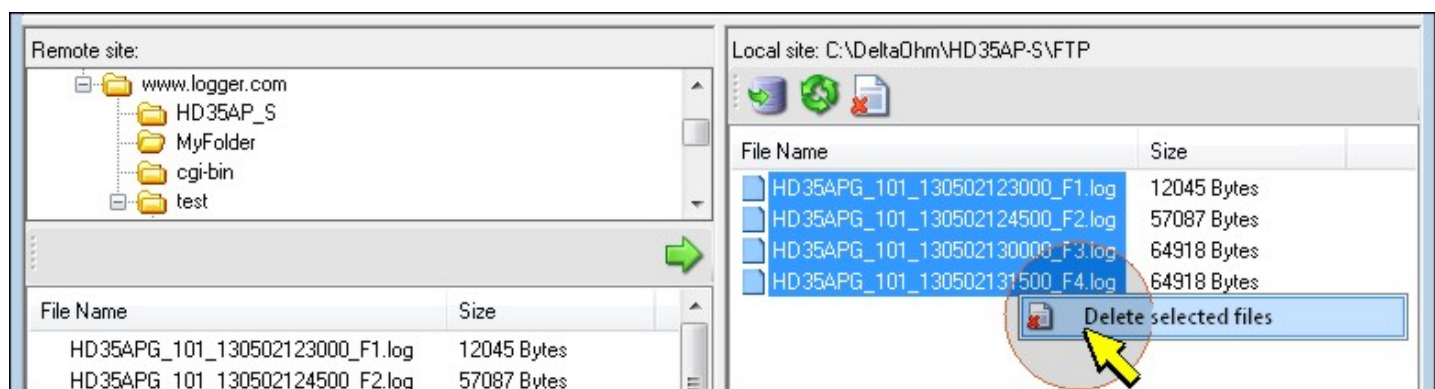 Remote site:
www.logger.com
HD35AP_S
MyFolder
cgi-bin
test
File Name Size
HD35APG_101_130502123000_F1.log 12045 Bytes
HD35APG_101_130502124500_F2.log 57087 Bytes
Local site: C:\DeltaOhm\HD35AP-S\FTP
File Name Size
HD35APG_101_130502123000_F1.log 12045 Bytes
HD35APG_101_130502124500_F2.log 57087 Bytes
HD35APG_101_130502130000_F3.log 64918 Bytes
HD35APG_101_130502131500_F4.log 64918 Bytes
Delete selected files